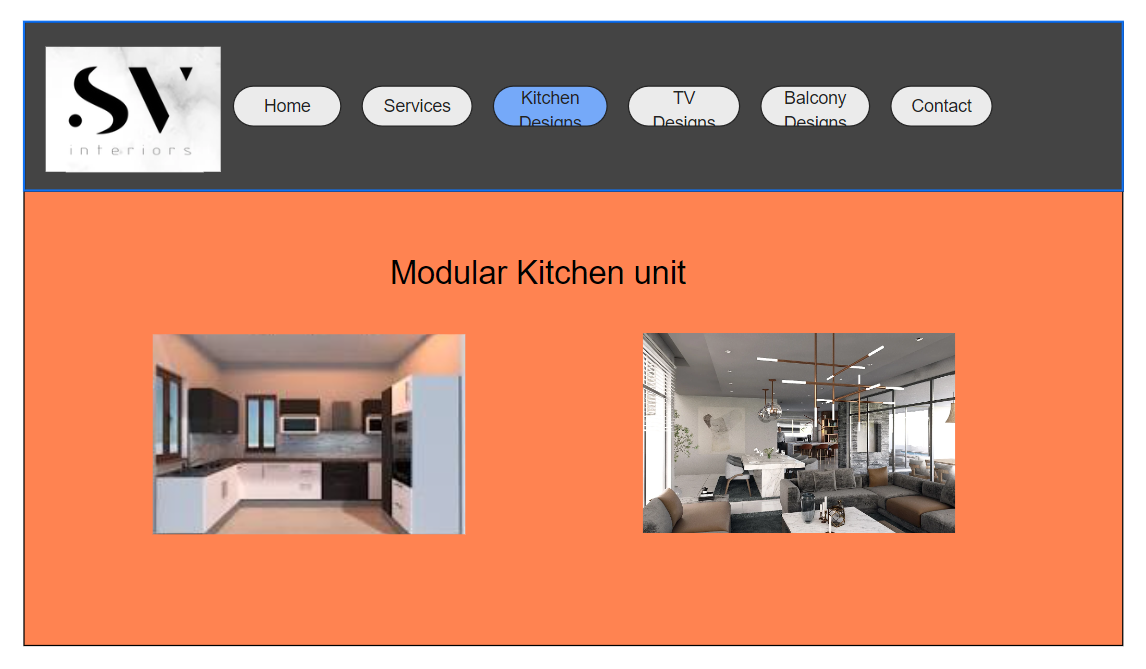 SV
interiors
Home
Services
Kitchen
Designs
TV
Designs
Balcony
Designs
Contact
Modular Kitchen unit